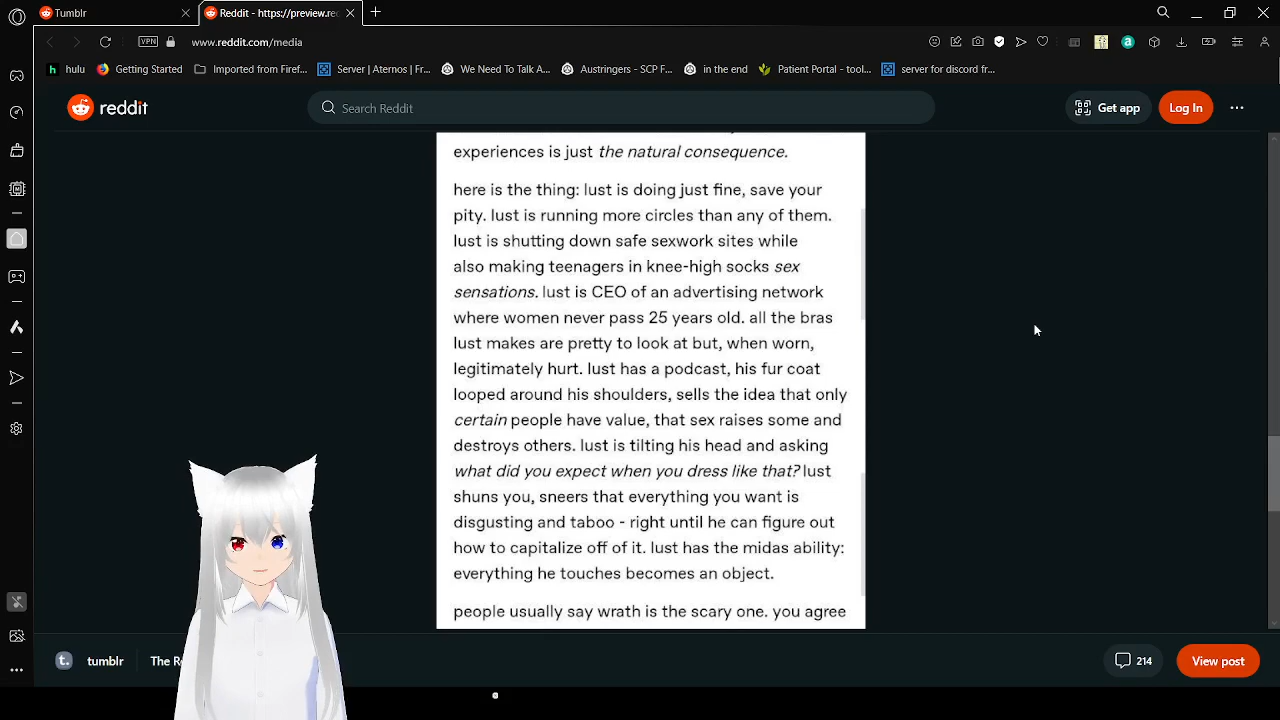 Tumblr
Reddit - https://preview.red
VPN
www.reddit.com/media
hulu
Getting Started
Imported from Firef...
Server | Aternos | Fr...
We Need To Talk A...
Austringers - SCP F...
in the end
Patient Portal - tool...
server for discord fr...
reddit
Search Reddit
Get app
Log In
experiences is just the natural consequence.
here is the thing: lust is doing just fine, save your
pity. lust is running more circles than any of them.
lust is shutting down safe sexwork sites while
also making teenagers in knee-high socks sex
sensations. lust is CEO of an advertising network
where women never pass 25 years old. all the bras
lust makes are pretty to look at but, when worn,
legitimately hurt. lust has a podcast, his fur coat
looped around his shoulders, sells the idea that only
certain people have value, that sex raises some and
destroys others. lust is tilting his head and asking
what did you expect when you dress like that? lust
shuns you, sneers that everything you want is
disgusting and taboo - right until he can figure out
how to capitalize off of it. lust has the midas ability:
everything he touches becomes an object.
people usually say wrath is the scary one. you agree
tumblr
The Re
214
View post